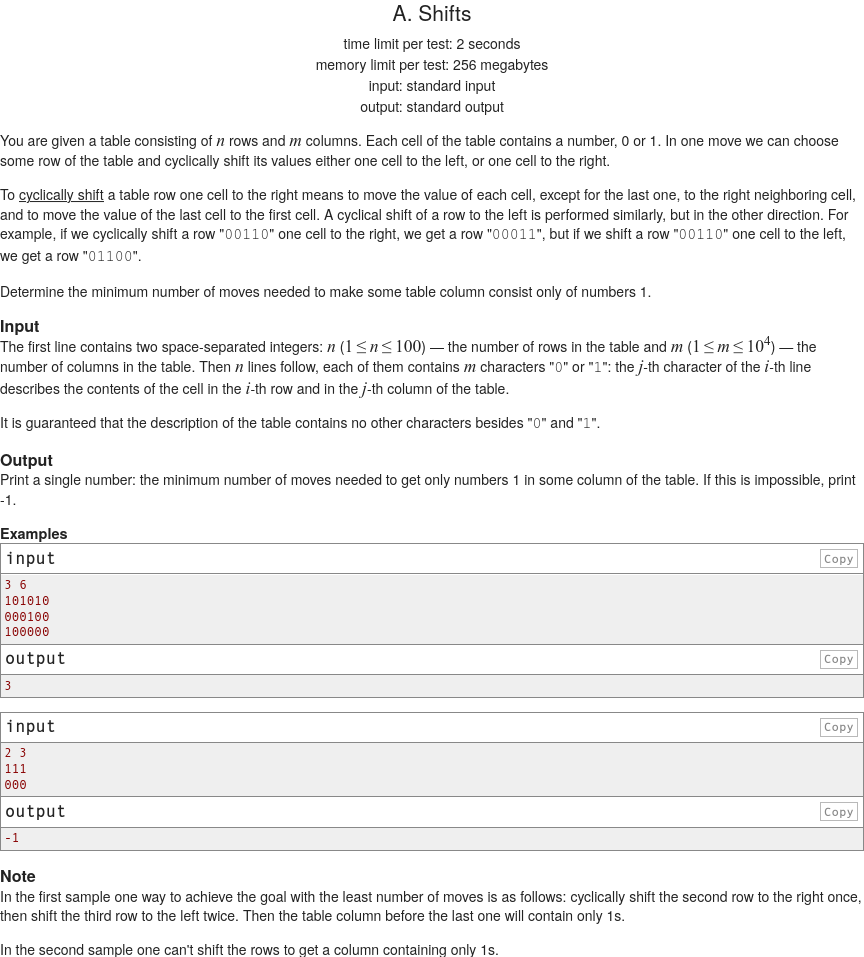 A. Shifts
time limit per test: 2 seconds
memory limit per test: 256 megabytes
input: standard input
output: standard output
You are given a table consisting of n rows and m columns. Each cell of the table contains a number, 0 or 1. In one move we can choose
some row of the table and cyclically shift its values either one cell to the left, or one cell to the right.
To cyclically shift a table row one cell to the right means to move the value of each cell, except for the last one, to the right neighboring cell,
and to move the value of the last cell to the first cell. A cyclical shift of a row to the left is performed similarly, but in the other direction. For
example, if we cyclically shift a row "00110" one cell to the right, we get a row "00011", but if we shift a row "00110" one cell to the left,
we get a row "01100".
Determine the minimum number of moves needed to make some table column consist only of numbers 1.
Input
The first line contains two space-separated integers: n (1 ≤ n ≤ 100) — the number of rows in the table and m (1 ≤ m ≤ 10⁴) — the
number of columns in the table. Then n lines follow, each of them contains m characters "0" or "1": the j-th character of the i-th line
describes the contents of the cell in the i-th row and in the j-th column of the table.
It is guaranteed that the description of the table contains no other characters besides "0" and "1".
Output
Print a single number: the minimum number of moves needed to get only numbers 1 in some column of the table. If this is impossible, print
-1.
Examples
input Copy
3 6
101010
000100
100000
output Copy
3
input Copy
2 3
111
000
output Copy
-1
Note
In the first sample one way to achieve the goal with the least number of moves is as follows: cyclically shift the second row to the right once,
then shift the third row to the left twice. Then the table column before the last one will contain only 1s.
In the second sample one can't shift the rows to get a column containing only 1s.